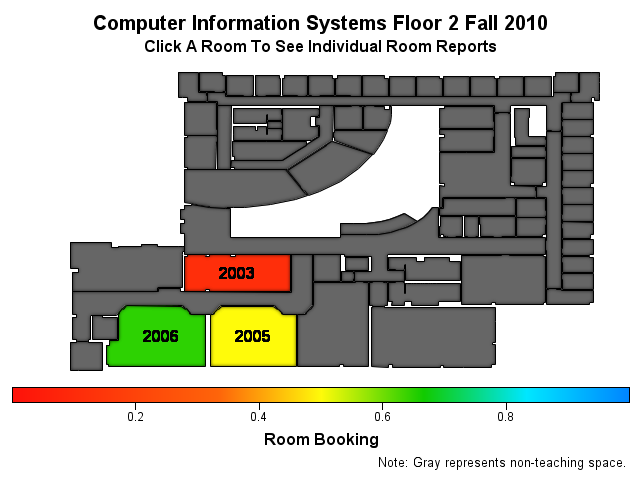 Computer Information Systems Floor 2 Fall 2010
Click A Room To See Individual Room Reports
2003
2006
2005
0.2 0.4 0.6 0.8
Room Booking
Note: Gray represents non-teaching space.